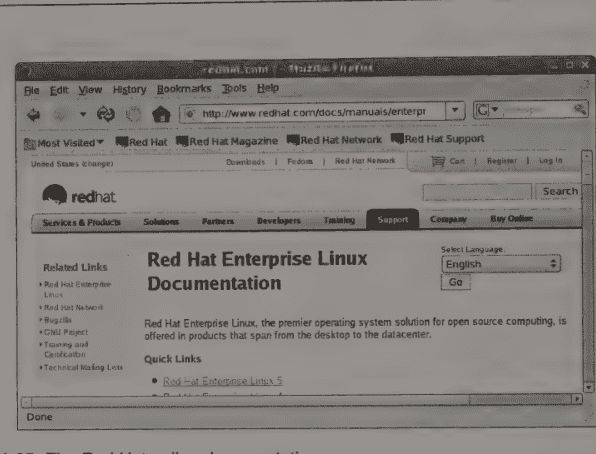 redhat.com - Mozilla Firefox
File Edit View History Bookmarks Tools Help
http://www.redhat.com/docs/manuals/enterpr
Most Visited Red Hat Red Hat Magazine Red Hat Network Red Hat Support
United States (change) Downloads | Fedora | Red Hat Network Cart | Register | Log In
redhat Search
Services & Products Solutions Partners Developers Training Support Company Buy Online
Related Links
Red Hat Enterprise
Linux
Red Hat Network
Bugzilla
GNU Project
Training and
Certification
Technical Mailing Lists
Red Hat Enterprise Linux
Documentation
Select Language:
English
Go
Red Hat Enterprise Linux, the premier operating system solution for open source computing, is
offered in products that span from the desktop to the datacenter.
Quick Links
Red Hat Enterprise Linux 5
Done